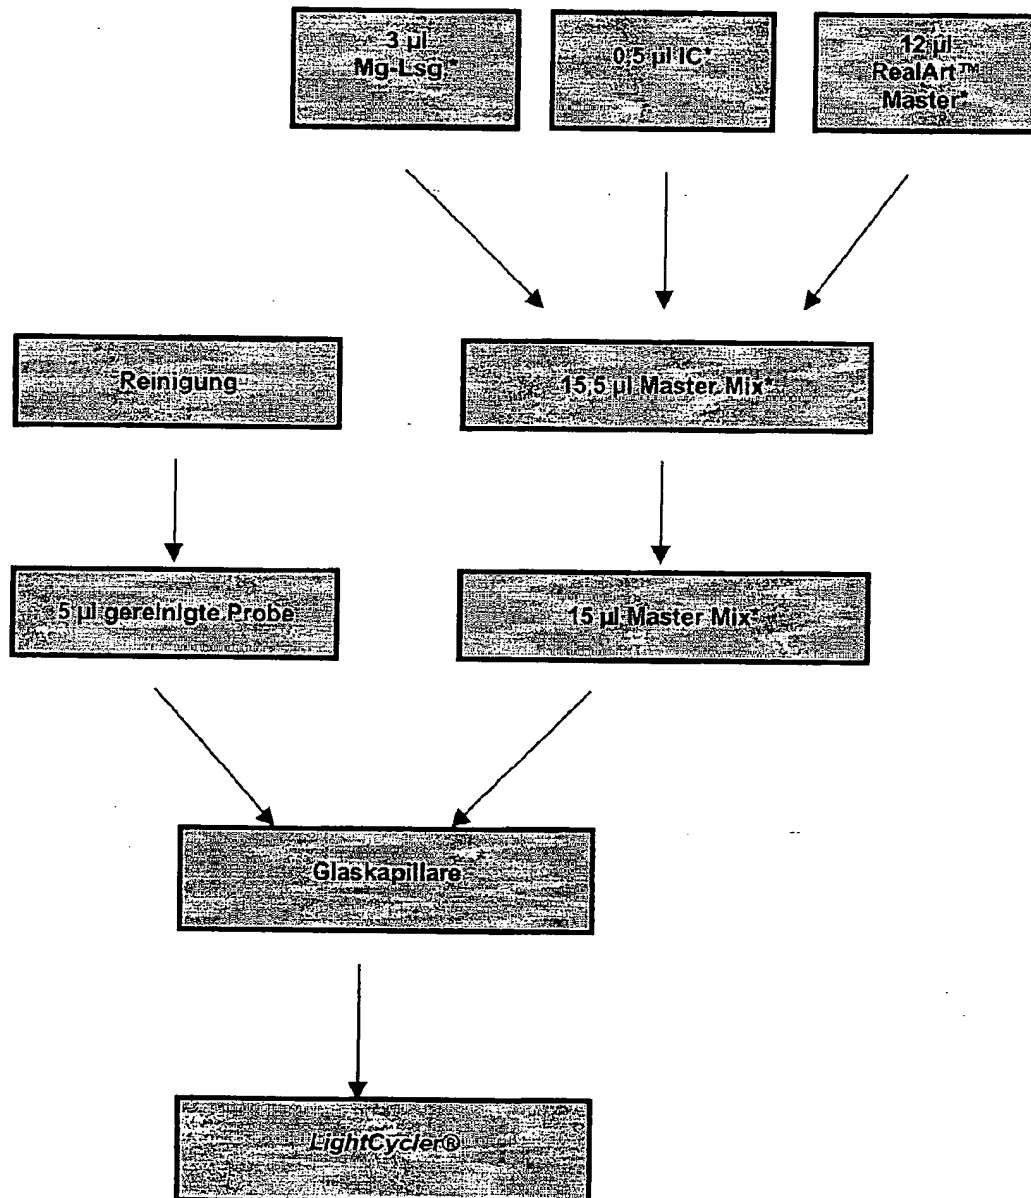 3 µl
Mg-Lsg.*
0,5 µl IC*
12 µl
RealArt™
Master*
Reinigung
15,5 µl Master Mix*
5 µl gereinigte Probe
15 µl Master Mix*
Glaskapillare
LightCycler®